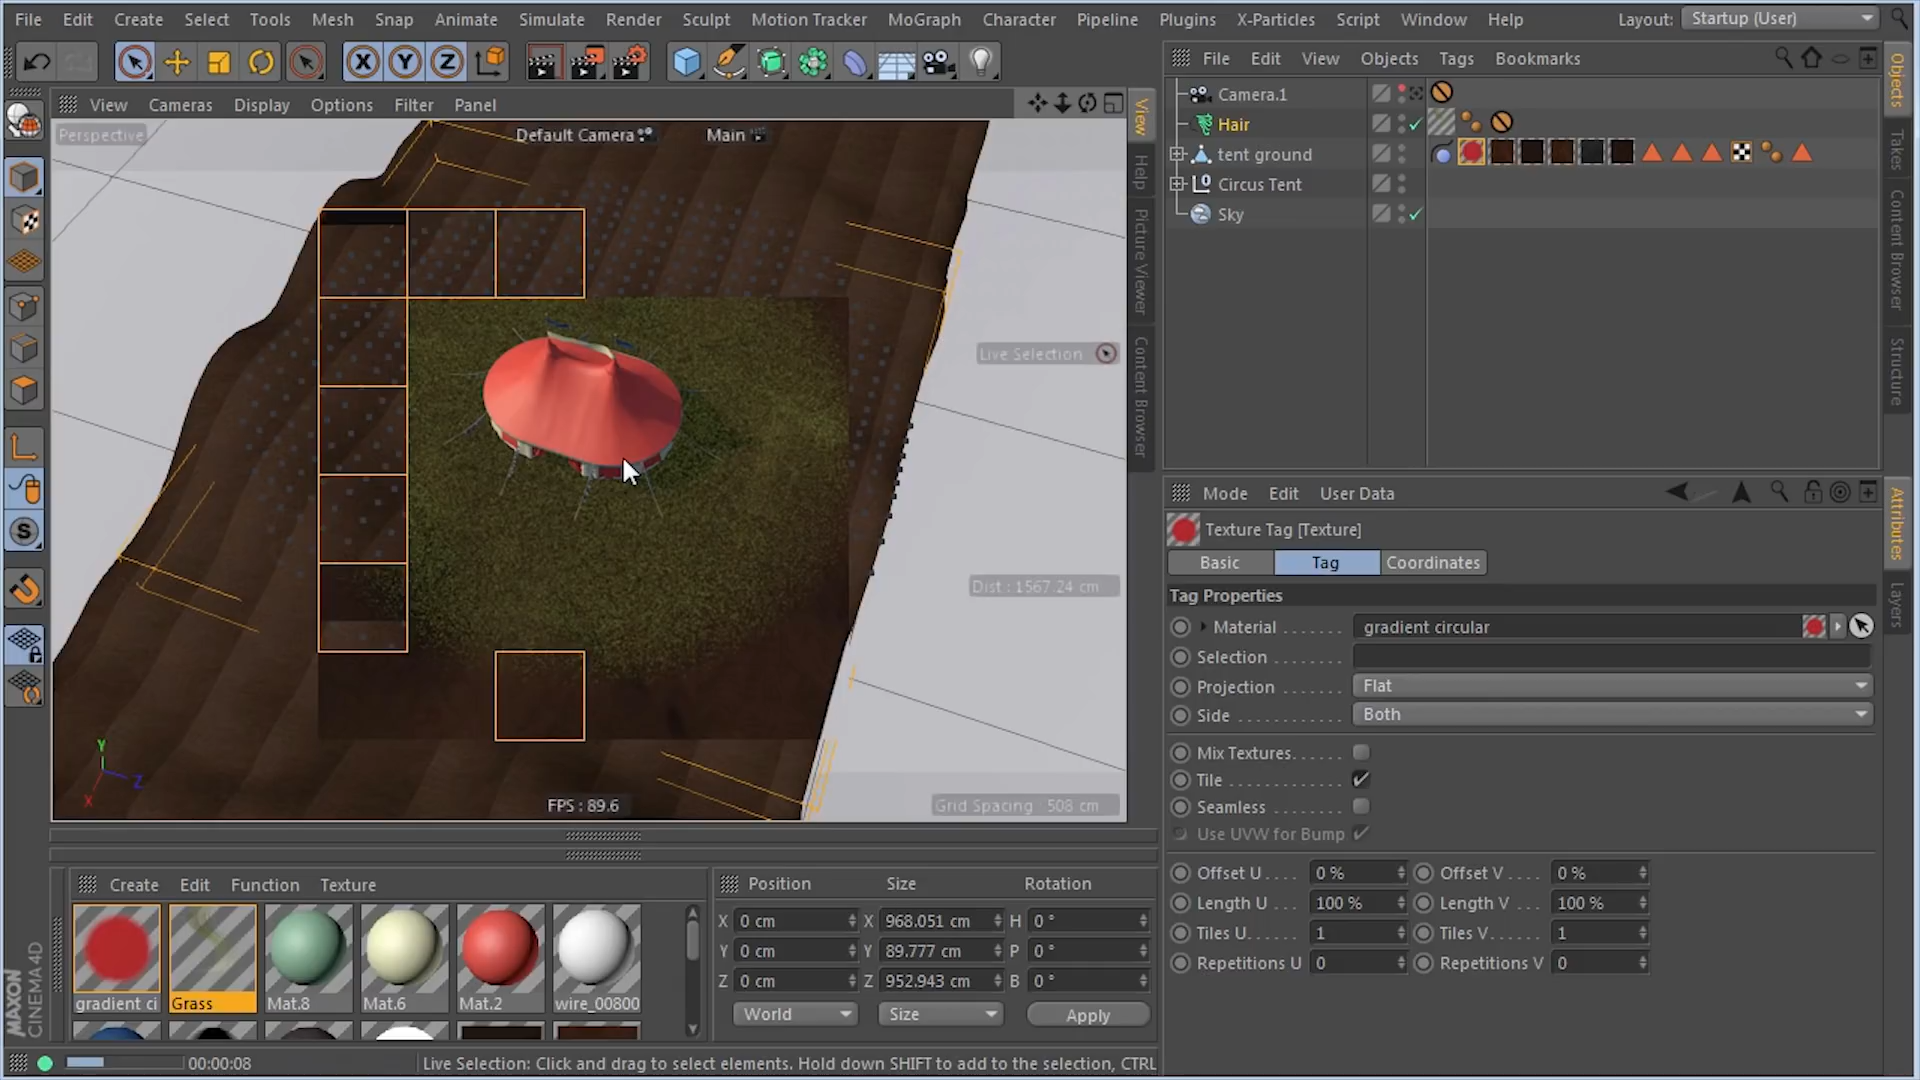 File Edit Create Select Tools Mesh Snap Animate Simulate Render Sculpt Motion Tracker MoGraph Character Pipeline Plugins X-Particles Script Window Help Layout: Startup (User)
File Edit View Objects Tags Bookmarks
View Cameras Display Options Filter Panel
Perspective
Default Camera
Main
Camera.1
Hair
tent ground
Circus Tent
Sky
View
Help
Picture Viewer
Content Browser
Objects
Takes
Content Browser
Structure
Live Selection
Dist : 1567.24 cm
FPS : 89.6
Grid Spacing : 508 cm
Y
Z
X
Mode Edit User Data
Attributes
Layers
Texture Tag [Texture]
Basic Tag Coordinates
Tag Properties
Material gradient circular
Selection
Projection Flat
Side Both
Mix Textures
Tile
Seamless
Use UVW for Bump
Offset U 0 % Offset V 0 %
Length U 100 % Length V 100 %
Tiles U 1 Tiles V 1
Repetitions U 0 Repetitions V 0
Create Edit Function Texture
gradient ci Grass Mat.8 Mat.6 Mat.2 wire_00800
Position Size Rotation
X 0 cm X 968.051 cm H 0 °
Y 0 cm Y 89.777 cm P 0 °
Z 0 cm Z 952.943 cm B 0 °
World Size Apply
MAXON
CINEMA 4D
00:00:08
Live Selection: Click and drag to select elements. Hold down SHIFT to add to the selection, CTRL